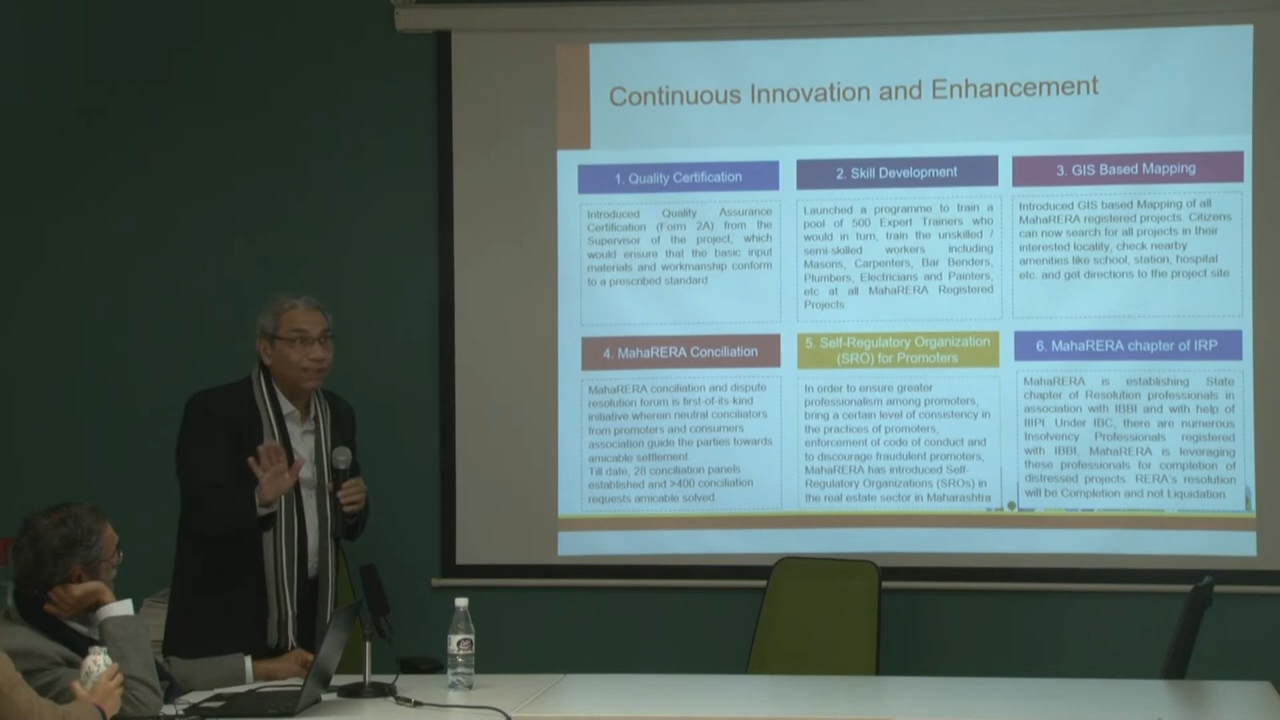 Continuous Innovation and Enhancement
1. Quality Certification
Introduced Quality Assurance
Certification (Form 2A) from the
Supervisor of the project, which
would ensure that the basic input
materials and workmanship conform
to a prescribed standard
2. Skill Development
Launched a programme to train a
pool of 500 Expert Trainers who
would in turn, train the unskilled /
semi-skilled workers including
Masons, Carpenters, Bar Benders,
Plumbers, Electricians and Painters,
etc at all MahaRERA Registered
Projects
3. GIS Based Mapping
Introduced GIS based Mapping of all
MahaRERA registered projects. Citizens
can now search for all projects in their
interested locality, check nearby
amenities like school, station, hospital
etc. and get directions to the project site
4. MahaRERA Conciliation
MahaRERA conciliation and dispute
resolution forum is first-of-its-kind
initiative wherein neutral conciliators
from promoters and consumers
association guide the parties towards
amicable settlement.
Till date, 28 conciliation panels
established and >400 conciliation
requests amicable solved.
5. Self-Regulatory Organization
(SRO) for Promoters
In order to ensure greater
professionalism among promoters,
bring a certain level of consistency in
the practices of promoters,
enforcement of code of conduct and
to discourage fraudulent promoters,
MahaRERA has introduced Self-
Regulatory Organizations (SROs) in
the real estate sector in Maharashtra
6. MahaRERA chapter of IRP
MahaRERA is establishing State
chapter of Resolution professionals in
association with IBBI and with help of
IIIPI. Under IBC, there are numerous
Insolvency Professionals registered
with IBBI, MahaRERA is leveraging
these professionals for completion of
distressed projects. RERA's resolution
will be Completion and not Liquidation